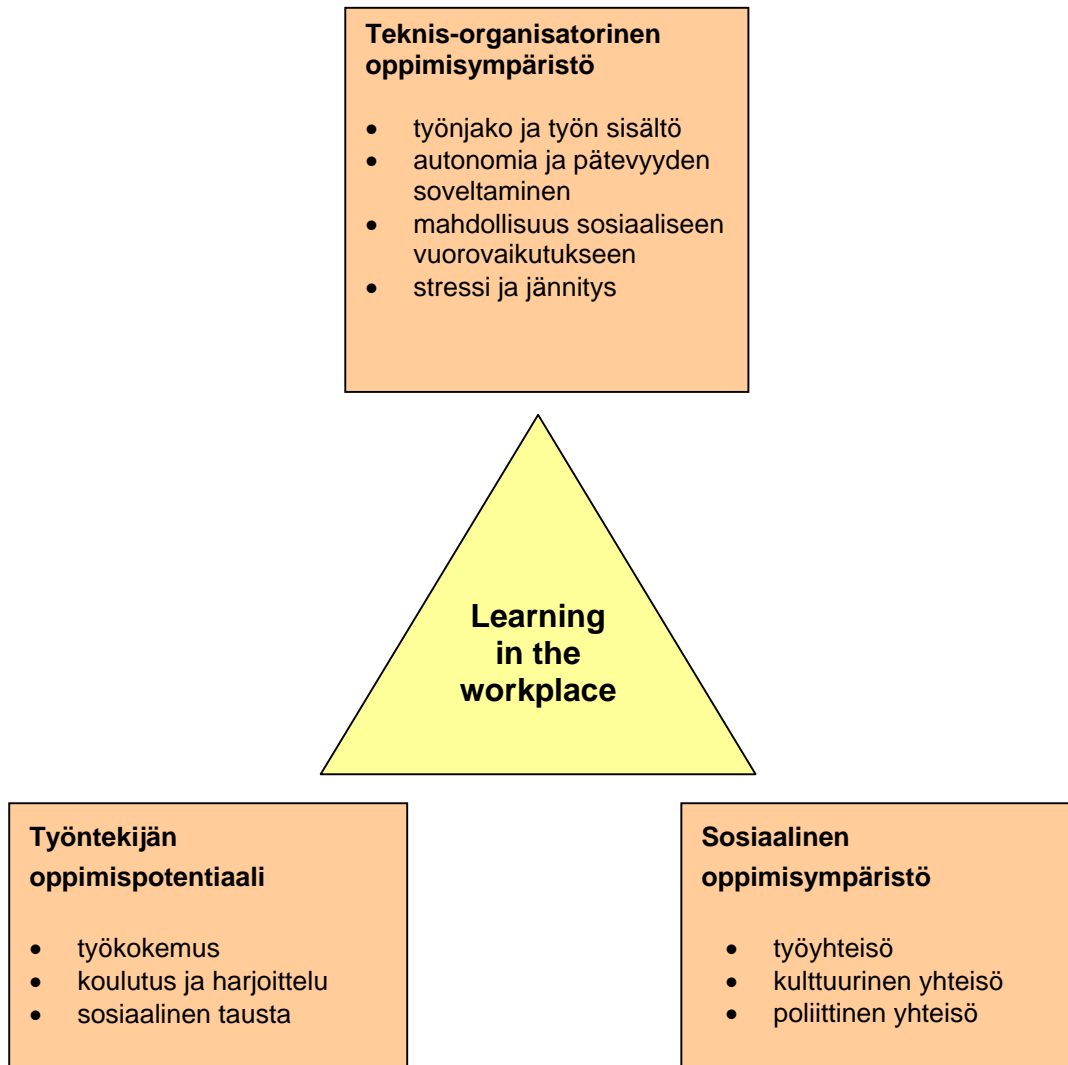 Teknis-organisatorinen
oppimisympäristö
• työnjako ja työn sisältö
• autonomia ja pätevyyden
soveltaminen
• mahdollisuus sosiaaliseen
vuorovaikutukseen
• stressi ja jännitys
Learning
in the
workplace
Työntekijän
oppimispotentiaali
• työkokemus
• koulutus ja harjoittelu
• sosiaalinen tausta
Sosiaalinen
oppimisympäristö
• työyhteisö
• kulttuurinen yhteisö
• poliittinen yhteisö